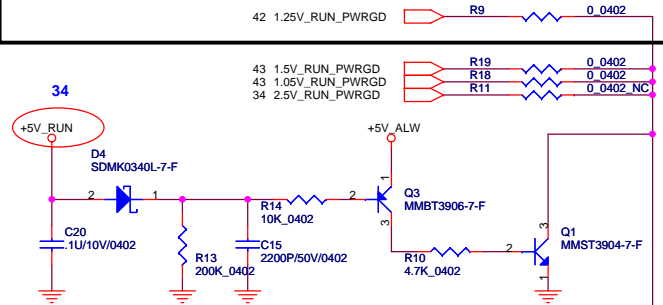 42 1.25V_RUN_PWRGD R9 0_0402
43 1.5V_RUN_PWRGD R19 0_0402
43 1.05V_RUN_PWRGD R18 0_0402
34 2.5V_RUN_PWRGD R11 0_0402_NC
34
+5V_RUN
+5V_ALW
D4
SDMK0340L-7-F
2 1
R14
10K_0402
2 1 3
Q3
MMBT3906-7-F
C20
.1U/10V/0402
R13
200K_0402
C15
2200P/50V/0402
R10
4.7K_0402
2 3 1
Q1
MMST3904-7-F